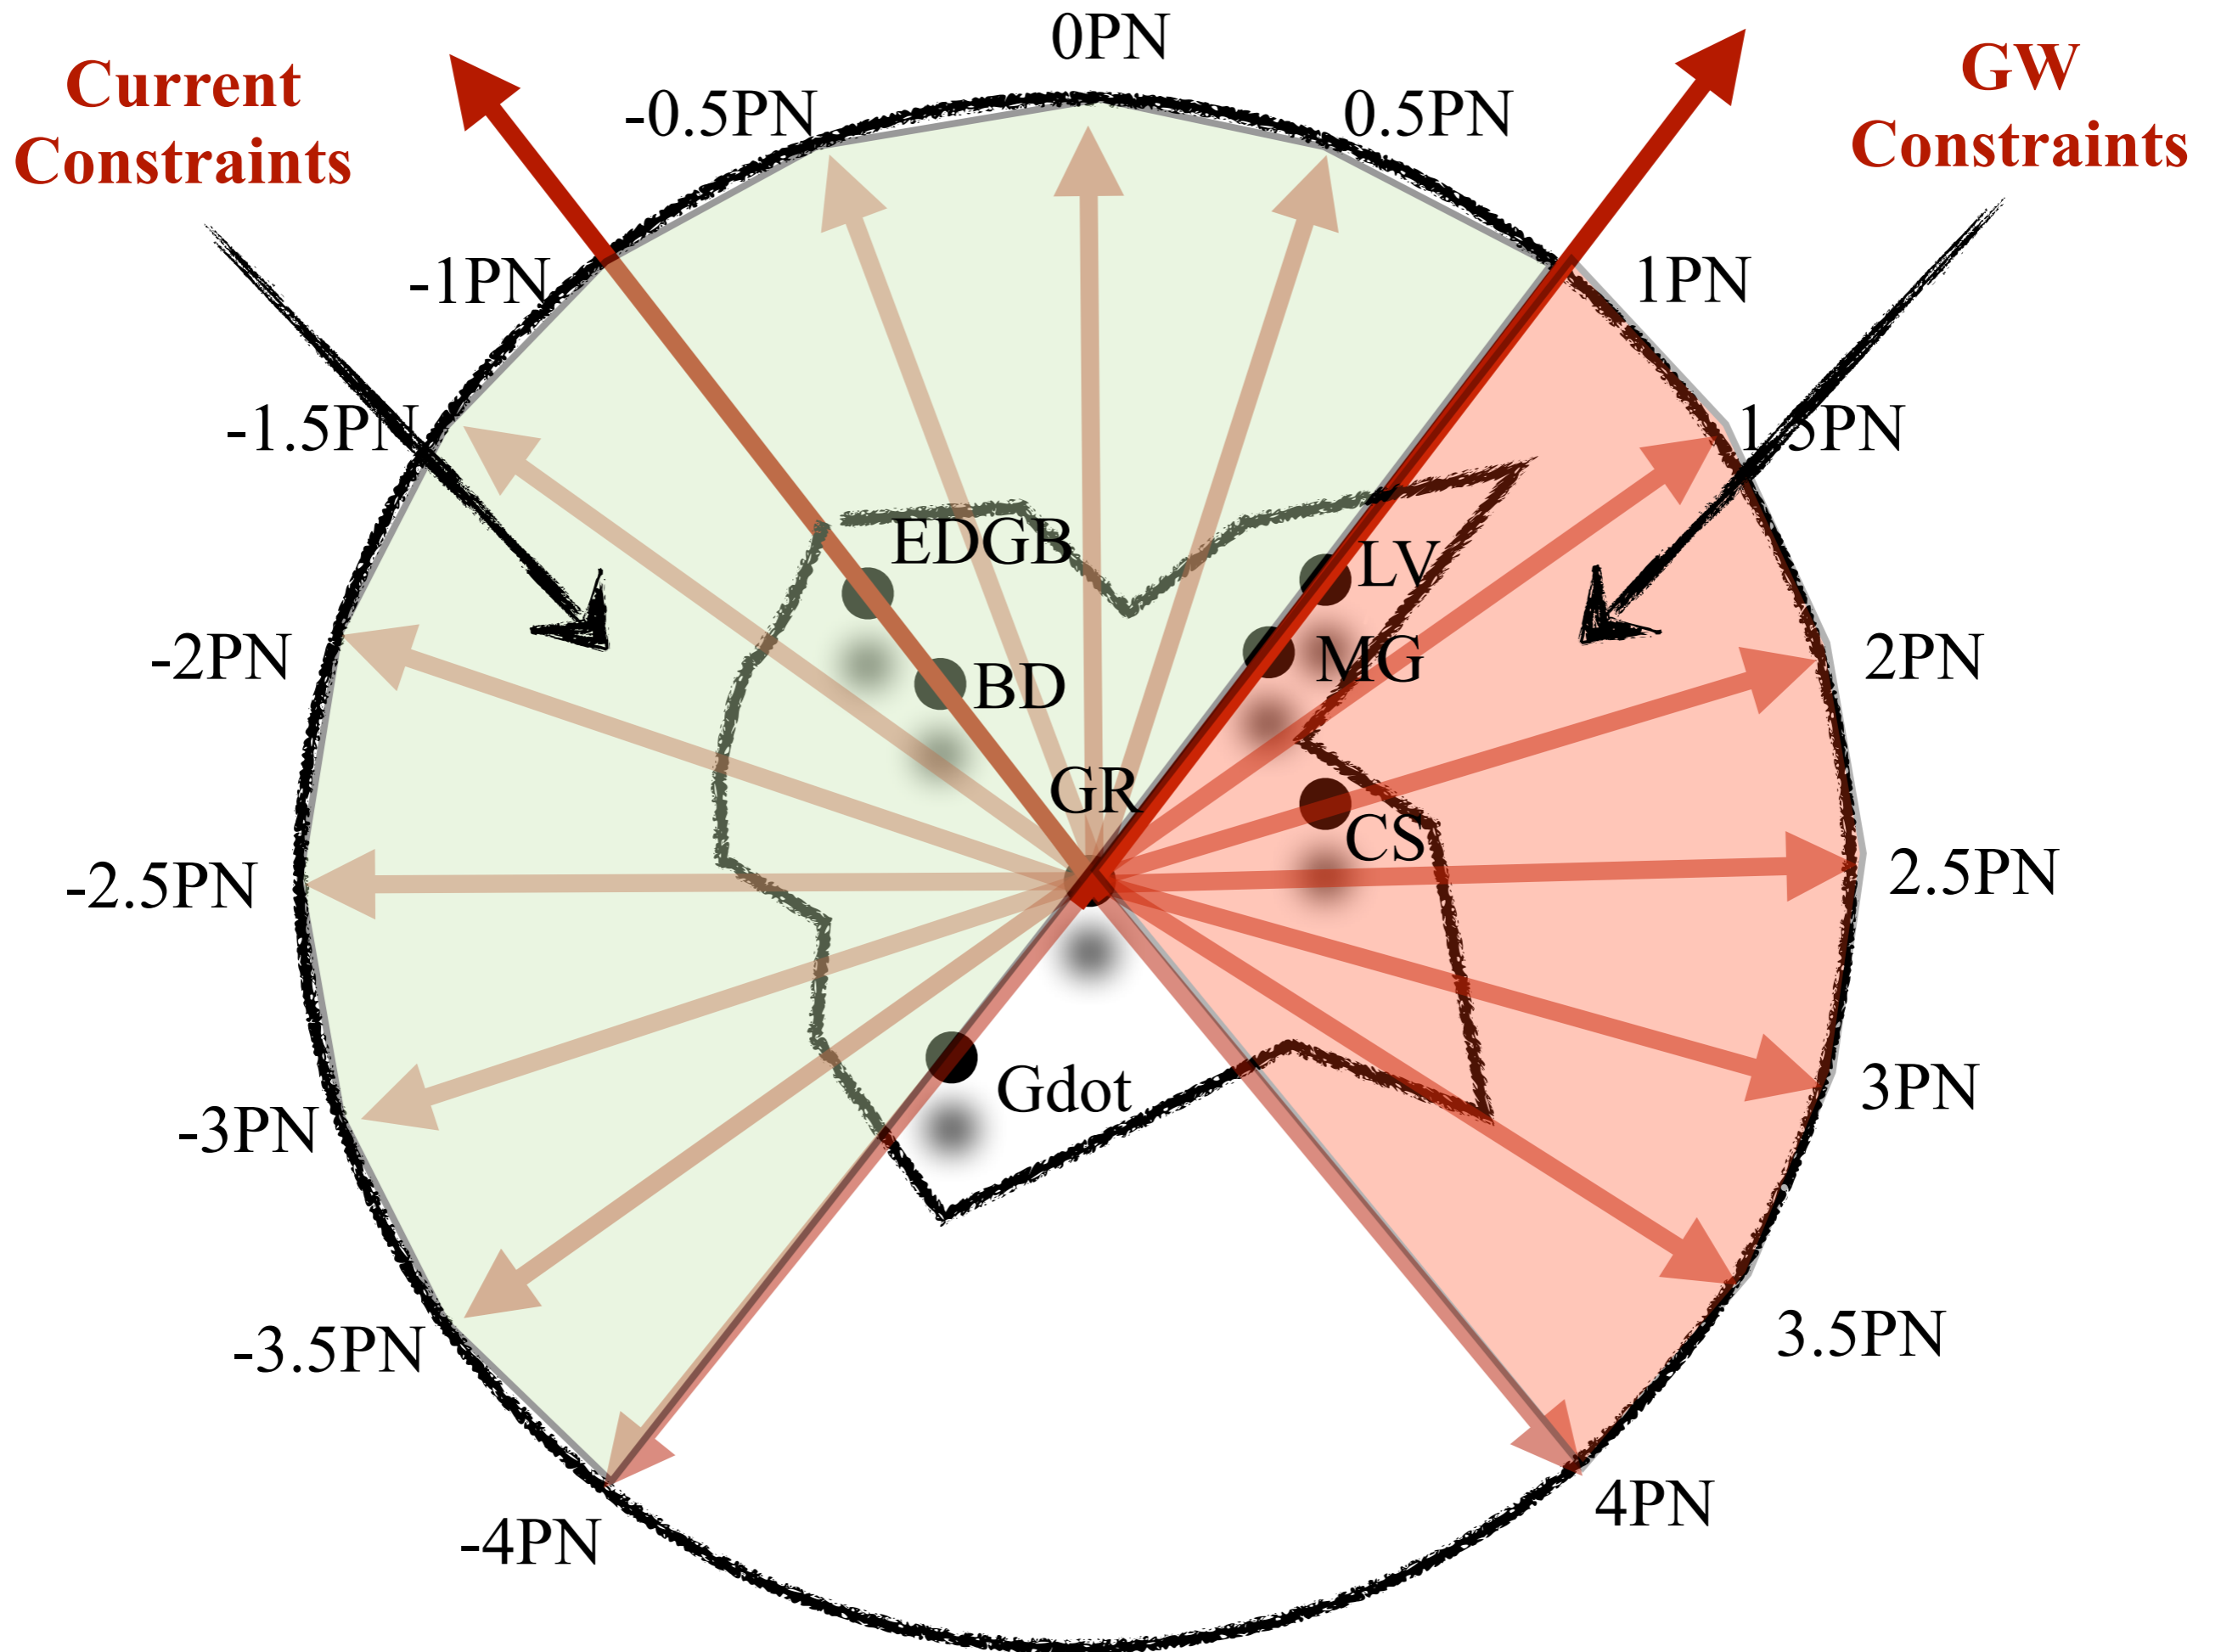 0PN
Current
Constraints
GW
Constraints
-0.5PN
0.5PN
-1PN
1PN
-1.5PN
1.5PN
EDGB
LV
-2PN
BD
MG
2PN
GR
CS
-2.5PN
2.5PN
Gdot
-3PN
3PN
-3.5PN
3.5PN
-4PN
4PN